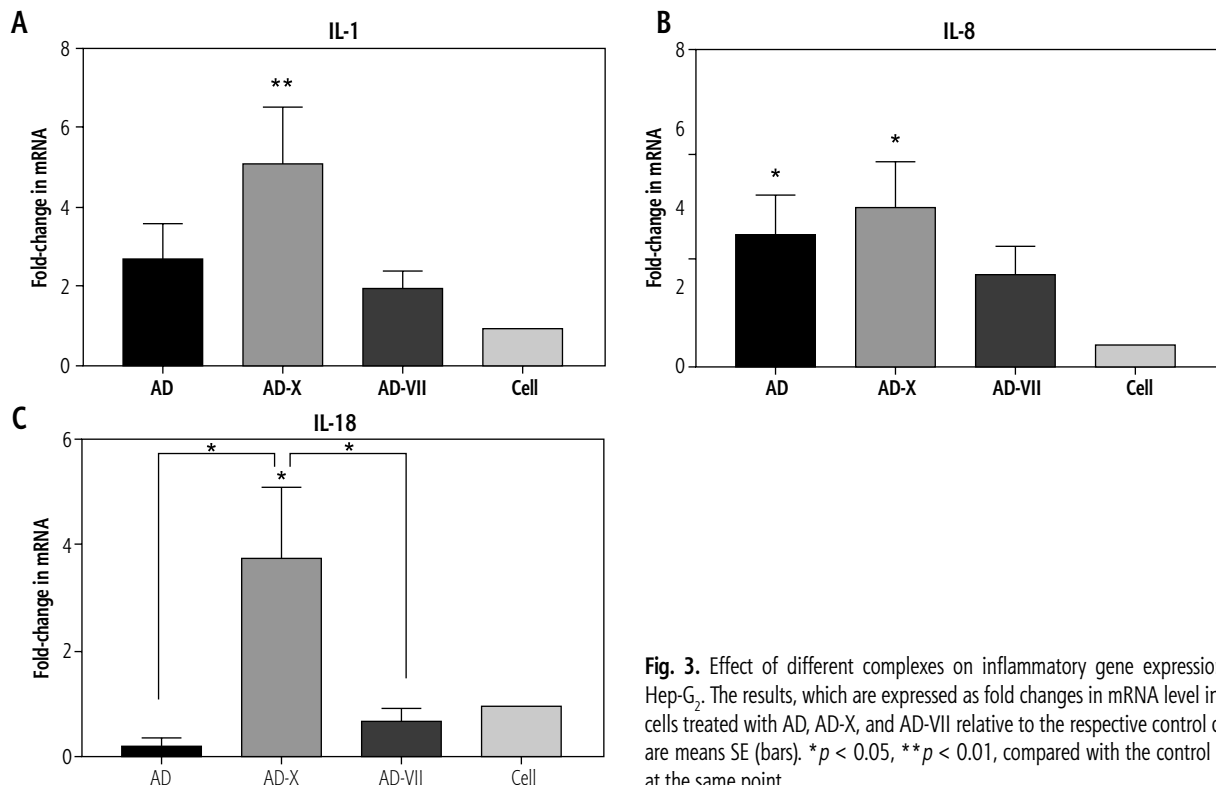 A
IL-1
Fold-change in mRNA
8
6
4
2
0
**
AD
AD-X
AD-VII
Cell
B
IL-8
Fold-change in mRNA
8
6
4
2
0
*
*
AD
AD-X
AD-VII
Cell
C
IL-18
Fold-change in mRNA
6
4
2
0
*
*
*
AD
AD-X
AD-VII
Cell
Fig. 3. Effect of different complexes on inflammatory gene expression
Hep-G2. The results, which are expressed as fold changes in mRNA level in
cells treated with AD, AD-X, and AD-VII relative to the respective control
are means SE (bars). *p < 0.05, **p < 0.01, compared with the control
at the same point